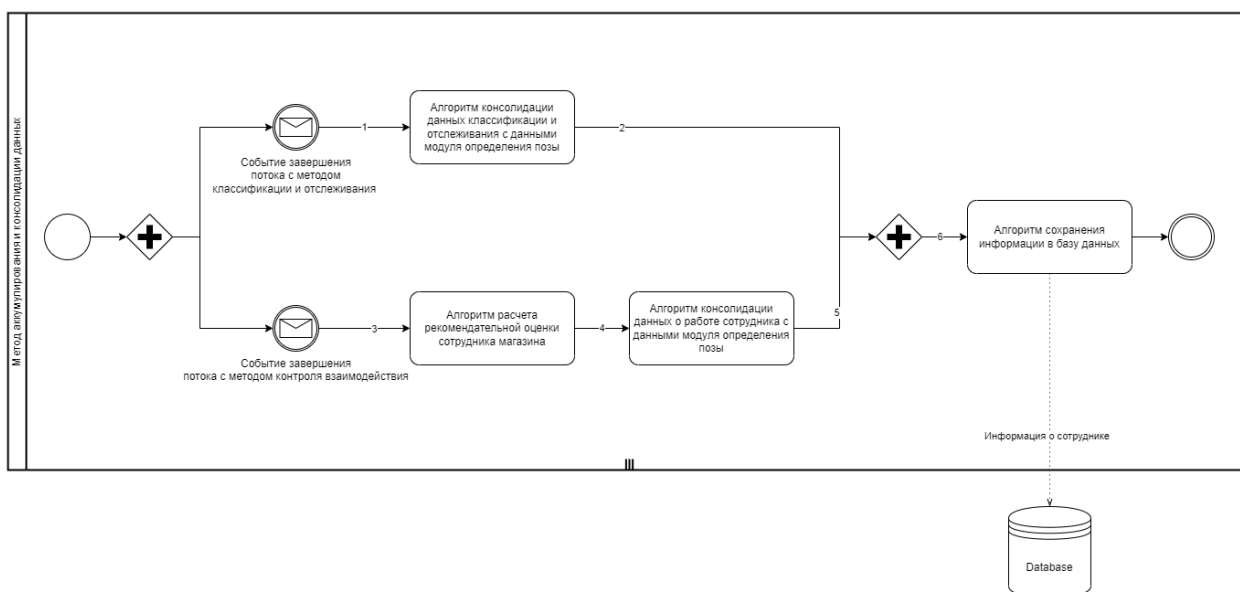 Метод аккумулирования и консолидации данных
1
Алгоритм консолидации
данных классификации и
отслеживания с данными
модуля определения позы
2
Событие завершения
потока с методом
классификации и отслеживания
6
Алгоритм сохранения
информации в базу данных
3
Алгоритм расчета
рекомендательной оценки
сотрудника магазина
4
Алгоритм консолидации
данных о работе сотрудника с
данными модуля определения
позы
5
Событие завершения
потока с методом контроля взаимодействия
Информация о сотруднике
Database